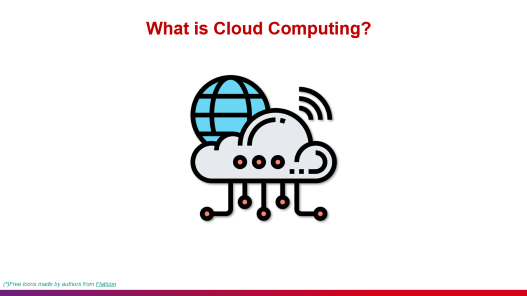 What is Cloud Computing?
(*)Free icons made by authors from Flaticon